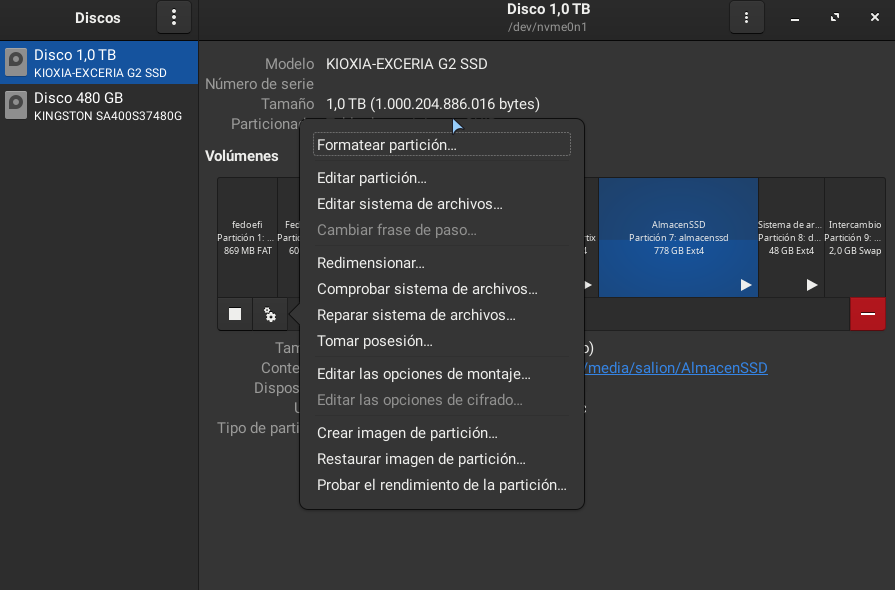 Discos
Disco 1,0 TB
/dev/nvme0n1
Disco 1,0 TB
KIOXIA-EXCERIA G2 SSD
Disco 480 GB
KINGSTON SA400S37480G
Modelo KIOXIA-EXCERIA G2 SSD
Número de serie
Tamaño 1,0 TB (1.000.204.886.016 bytes)
Particionad
Volúmenes
fedoefi
Partición 1: ...
869 MB FAT
Fed
Partic
60
tix
4
AlmacenSSD
Partición 7: almacenssd
778 GB Ext4
Sistema de ar...
Partición 8: d...
48 GB Ext4
Intercambio
Partición 9: ...
2,0 GB Swap
Formatear partición…
Editar partición…
Editar sistema de archivos…
Cambiar frase de paso…
Redimensionar…
Comprobar sistema de archivos…
Reparar sistema de archivos…
Tomar posesión…
Editar las opciones de montaje…
Editar las opciones de cifrado…
Crear imagen de partición…
Restaurar imagen de partición…
Probar el rendimiento de la partición…
Tam
Conte /media/salion/AlmacenSSD
Dispos
Tipo de parti